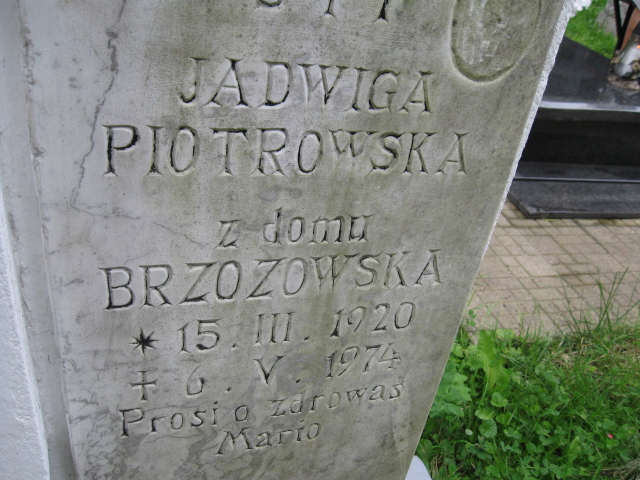 JADWIGA
PIOTROWSKA
z domu
BRZOZOWSKA
* 15. III. 1920
+ 6. V. 1974
Prosi o zdrowaś
Mario